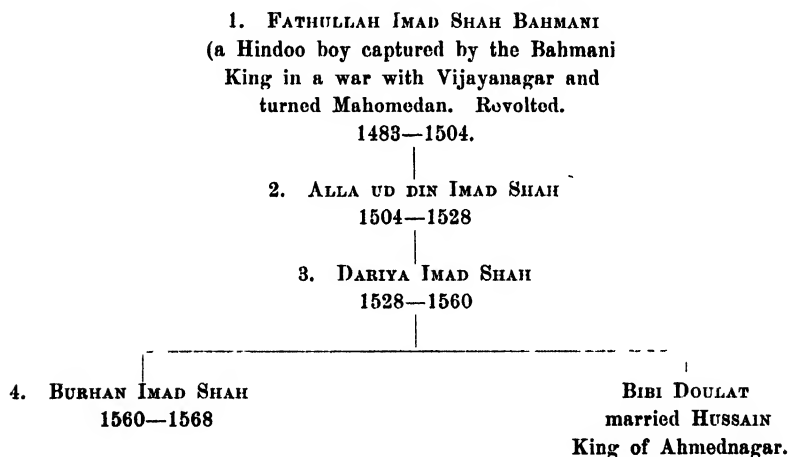 1. FATHULLAH IMAD SHAH BAHMANI
(a Hindoo boy captured by the Bahmani
King in a war with Vijayanagar and
turned Mahomedan. Revolted.
1483—1504.
2. ALLA UD DIN IMAD SHAH
1504—1528
3. DARIYA IMAD SHAH
1528—1560
4. BURHAN IMAD SHAH
1560—1568
BIBI DOULAT
married HUSSAIN
King of Ahmednagar.